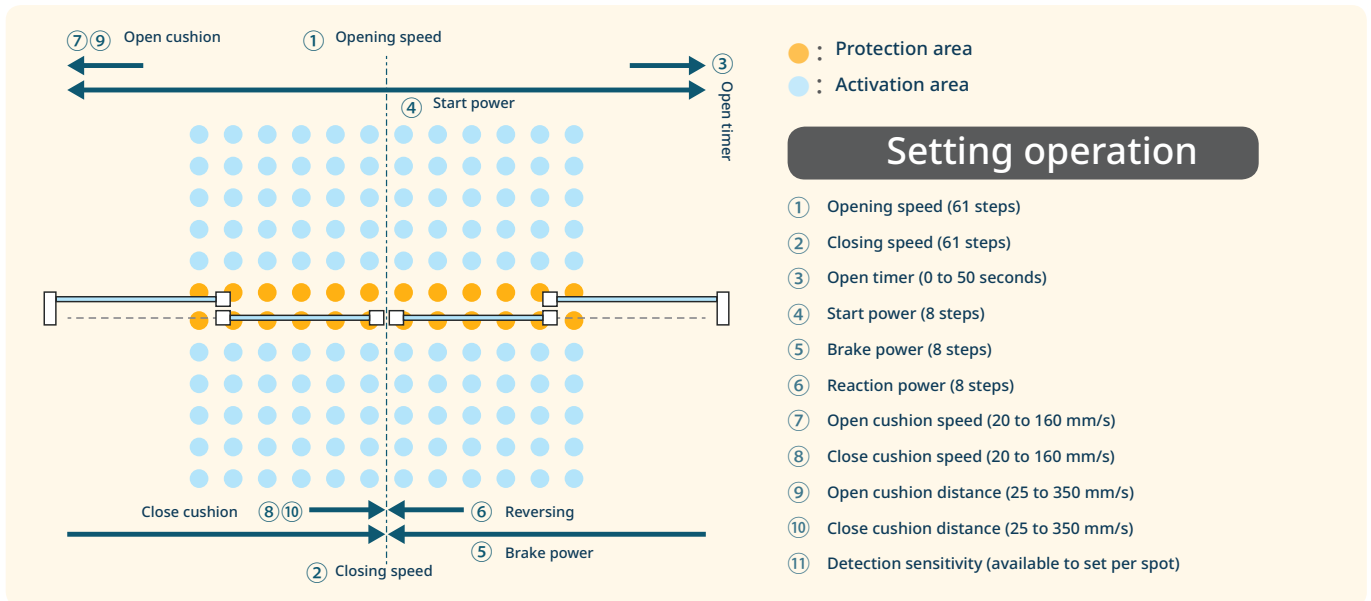 ⑦⑨ Open cushion
① Opening speed
③ Open timer
④ Start power
Close cushion ⑧⑩
⑥ Reversing
⑤ Brake power
② Closing speed
: Protection area
: Activation area
Setting operation
① Opening speed (61 steps)
② Closing speed (61 steps)
③ Open timer (0 to 50 seconds)
④ Start power (8 steps)
⑤ Brake power (8 steps)
⑥ Reaction power (8 steps)
⑦ Open cushion speed (20 to 160 mm/s)
⑧ Close cushion speed (20 to 160 mm/s)
⑨ Open cushion distance (25 to 350 mm/s)
⑩ Close cushion distance (25 to 350 mm/s)
⑪ Detection sensitivity (available to set per spot)